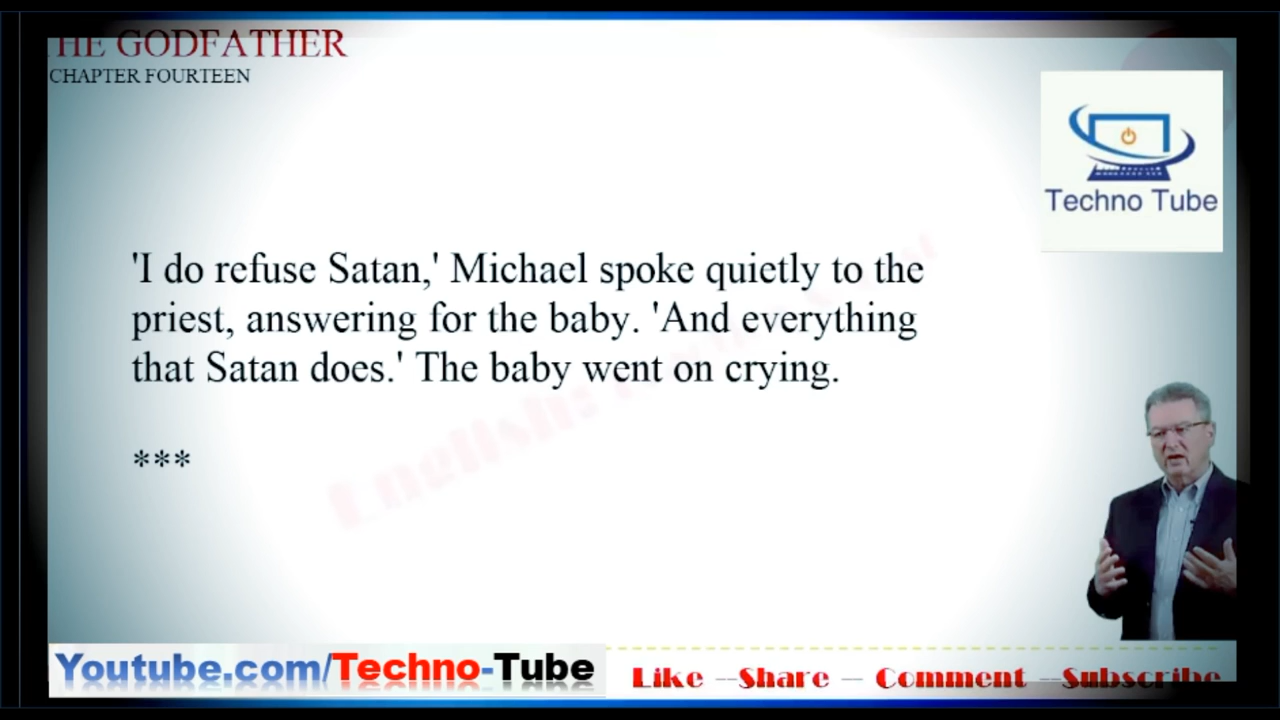 THE GODFATHER
CHAPTER FOURTEEN
Techno Tube
'I do refuse Satan,' Michael spoke quietly to the
priest, answering for the baby. 'And everything
that Satan does.' The baby went on crying.
***
Youtube.com/Techno-Tube
Like --Share -- Comment --Subscribe